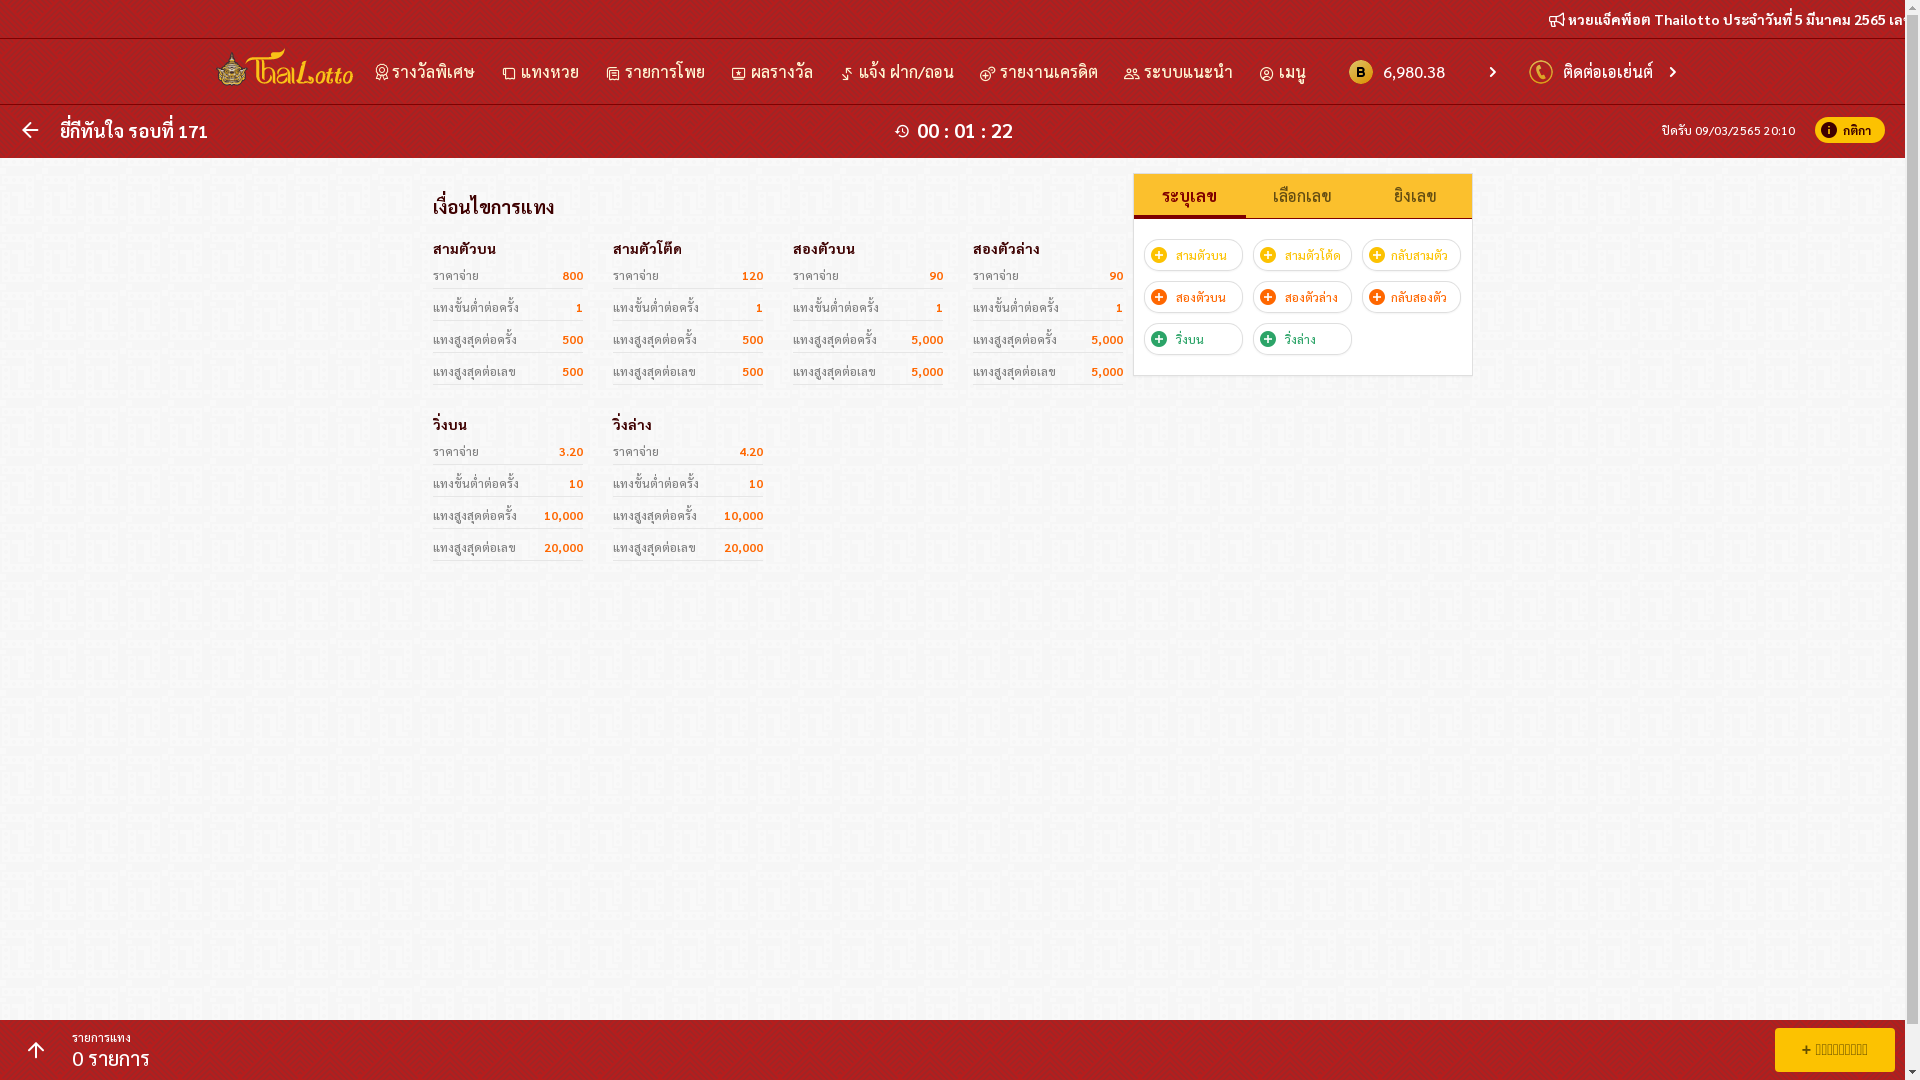 หวยแจ็คพ็อต Thailotto ประจำวันที่ 5 มีนาคม 2565
ThaiLotto รางวัลพิเศษ แทงหวย รายการโพย ผลรางวัล แจ้ง ฝาก/ถอน รายงานเครดิต ระบบแนะนำ เมนู B 6,980.38 ติดต่อเอเย่นต์
ยี่กีทันใจ รอบที่ 171 00 : 01 : 22 ปิดรับ 09/03/2565 20:10 กติกา
เงื่อนไขการแทง
สามตัวบน
ราคาจ่าย 800
แทงขั้นต่ำต่อครั้ง 1
แทงสูงสุดต่อครั้ง 500
แทงสูงสุดต่อเลข 500
สามตัวโต๊ด
ราคาจ่าย 120
แทงขั้นต่ำต่อครั้ง 1
แทงสูงสุดต่อครั้ง 500
แทงสูงสุดต่อเลข 500
สองตัวบน
ราคาจ่าย 90
แทงขั้นต่ำต่อครั้ง 1
แทงสูงสุดต่อครั้ง 5,000
แทงสูงสุดต่อเลข 5,000
สองตัวล่าง
ราคาจ่าย 90
แทงขั้นต่ำต่อครั้ง 1
แทงสูงสุดต่อครั้ง 5,000
แทงสูงสุดต่อเลข 5,000
วิ่งบน
ราคาจ่าย 3.20
แทงขั้นต่ำต่อครั้ง 10
แทงสูงสุดต่อครั้ง 10,000
แทงสูงสุดต่อเลข 20,000
วิ่งล่าง
ราคาจ่าย 4.20
แทงขั้นต่ำต่อครั้ง 10
แทงสูงสุดต่อครั้ง 10,000
แทงสูงสุดต่อเลข 20,000
ระบุเลข เลือกเลข ยิงเลข
สามตัวบน สามตัวโต้ด กลับสามตัว
สองตัวบน สองตัวล่าง กลับสองตัว
วิ่งบน วิ่งล่าง
รายการแทง
0 รายการ